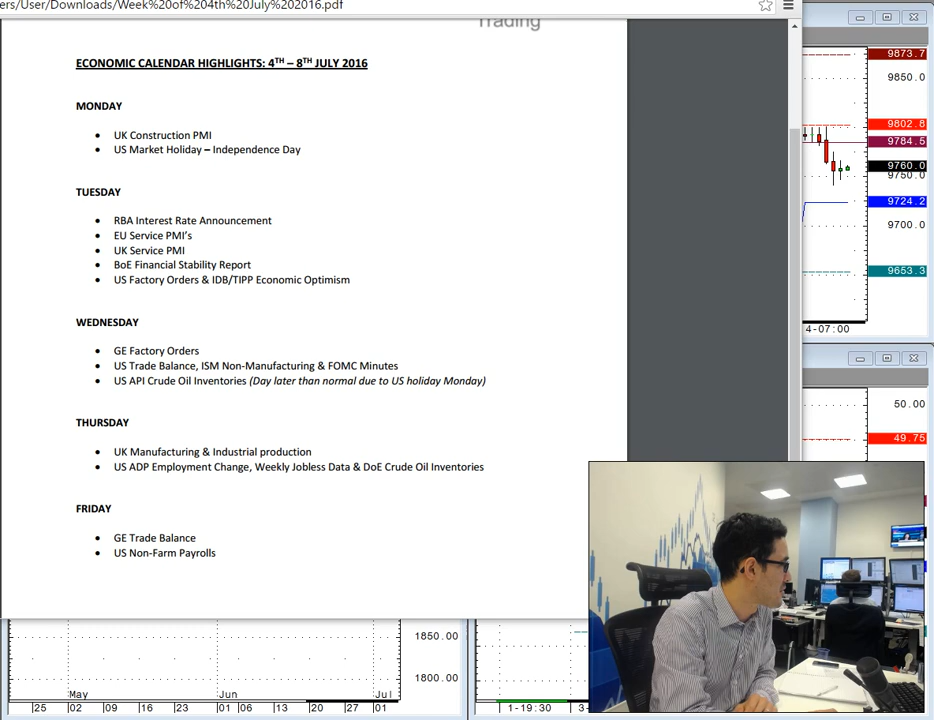 ers/User/Downloads/Week%20of%204th%20July%202016.pdf
Trading
ECONOMIC CALENDAR HIGHLIGHTS: 4TH – 8TH JULY 2016
MONDAY
• UK Construction PMI
• US Market Holiday – Independence Day
TUESDAY
• RBA Interest Rate Announcement
• EU Service PMI's
• UK Service PMI
• BoE Financial Stability Report
• US Factory Orders & IDB/TIPP Economic Optimism
WEDNESDAY
• GE Factory Orders
• US Trade Balance, ISM Non-Manufacturing & FOMC Minutes
• US API Crude Oil Inventories (Day later than normal due to US holiday Monday)
THURSDAY
• UK Manufacturing & Industrial production
• US ADP Employment Change, Weekly Jobless Data & DoE Crude Oil Inventories
FRIDAY
• GE Trade Balance
• US Non-Farm Payrolls
9873.7
9850.0
9802.8
9784.5
9760.0
9750.0
9724.2
9700.0
9653.3
4-07:00
50.00
49.75
1850.00
1800.00
May Jun Jul
25 02 09 16 23 01 06 13 20 27 01
1-19:30 3-